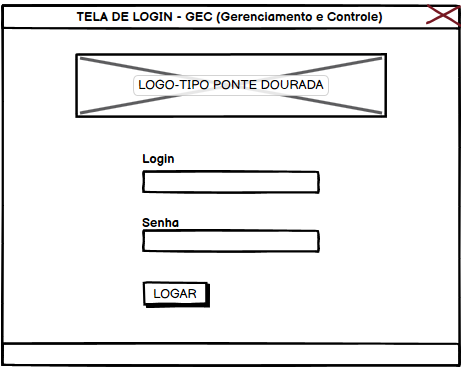 TELA DE LOGIN - GEC (Gerenciamento e Controle)
LOGO-TIPO PONTE DOURADA
Login
Senha
LOGAR